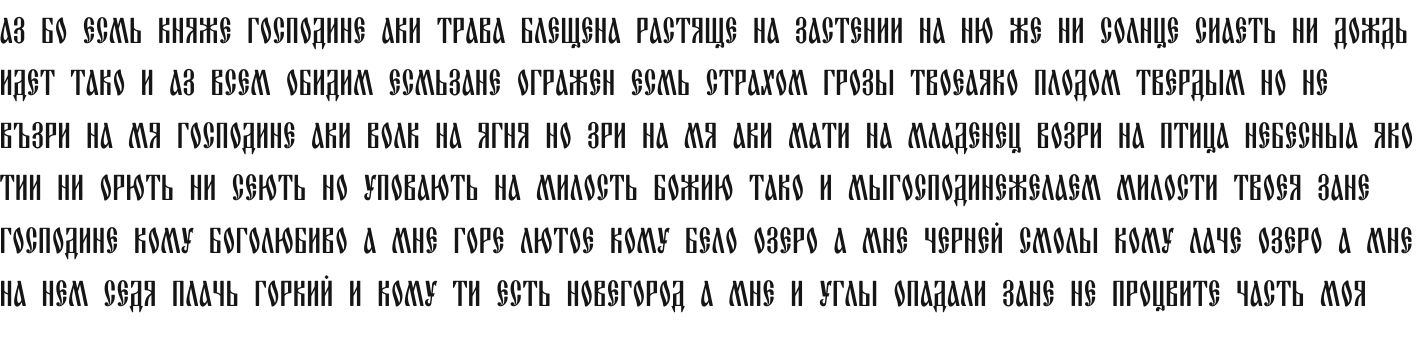 аз бо есмь княже господине аки трава блещена растяще на застении на ню же ни солнце сиаеть ни дождь
идет тако и аз всем обидим есмьзане огражен есмь страхом грозы твоеаяко плодом твердым но не
възри на мя господине аки волк на ягня но зри на мя аки мати на младенец возри на птица небесныа яко
тии ни орють ни сеють но уповають на милость божию тако и мыгосподинежелаем милости твоея зане
господине кому боголюбиво а мне горе лютое кому бело озеро а мне черней смолы кому лаче озеро а мне
на нем седя плачь горкий и кому ти есть новегород а мне и углы опадали зане не процвите часть моя